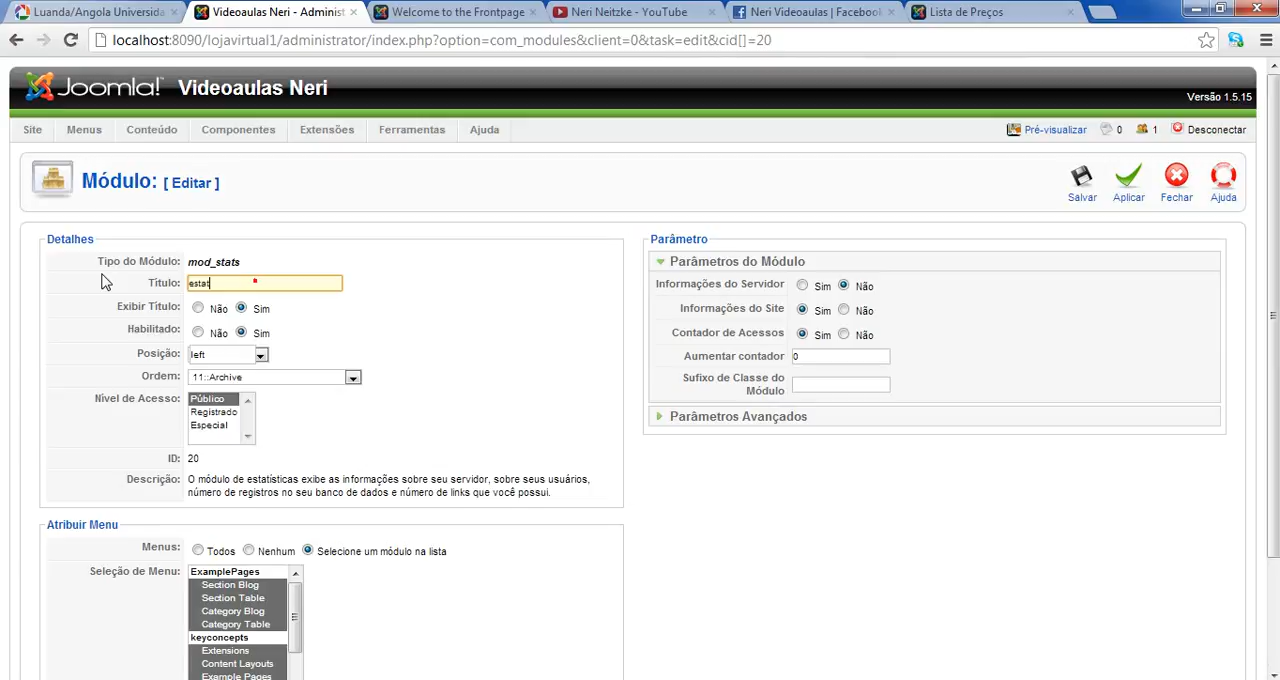 Luanda/Angola Universida
Videoaulas Neri - Administ
Welcome to the Frontpage
Neri Neitzke - YouTube
Neri Videoaulas | Facebook
Lista de Preços
localhost:8090/lojavirtual1/administrator/index.php?option=com_modules&client=0&task=edit&cid[]=20
Joomla! Videoaulas Neri
Versão 1.5.15
Site Menus Conteúdo Componentes Extensões Ferramentas Ajuda
Pré-visualizar 0 1 Desconectar
Módulo: [ Editar ]
Salvar Aplicar Fechar Ajuda
Detalhes
Tipo do Módulo: mod_stats
Título: estat
Exibir Título: Não Sim
Habilitado: Não Sim
Posição: left
Ordem: 11::Archive
Nível de Acesso: Público
Registrado
Especial
ID: 20
Descrição: O módulo de estatísticas exibe as informações sobre seu servidor, sobre seus usuários,
número de registros no seu banco de dados e número de links que você possui.
Parâmetro
Parâmetros do Módulo
Informações do Servidor Sim Não
Informações do Site Sim Não
Contador de Acessos Sim Não
Aumentar contador 0
Sufixo de Classe do
Módulo
Parâmetros Avançados
Atribuir Menu
Menus: Todos Nenhum Selecione um módulo na lista
Seleção de Menu: ExamplePages
Section Blog
Section Table
Category Blog
Category Table
keyconcepts
Extensions
Content Layouts
Example Pages